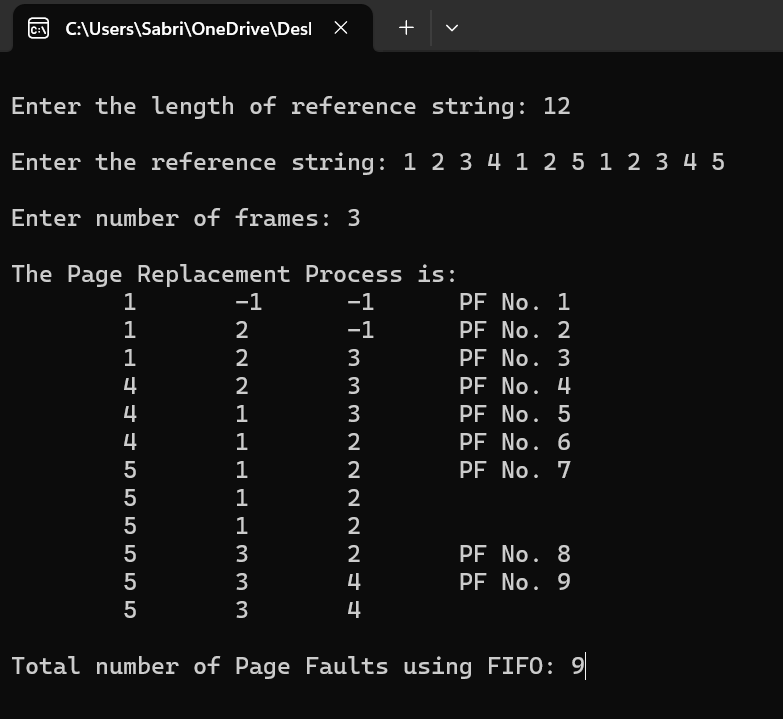 C:\Users\Sabri\OneDrive\Desl
Enter the length of reference string: 12
Enter the reference string: 1 2 3 4 1 2 5 1 2 3 4 5
Enter number of frames: 3
The Page Replacement Process is:
1 -1 -1 PF No. 1
1 2 -1 PF No. 2
1 2 3 PF No. 3
4 2 3 PF No. 4
4 1 3 PF No. 5
4 1 2 PF No. 6
5 1 2 PF No. 7
5 1 2
5 1 2
5 3 2 PF No. 8
5 3 4 PF No. 9
5 3 4
Total number of Page Faults using FIFO: 9